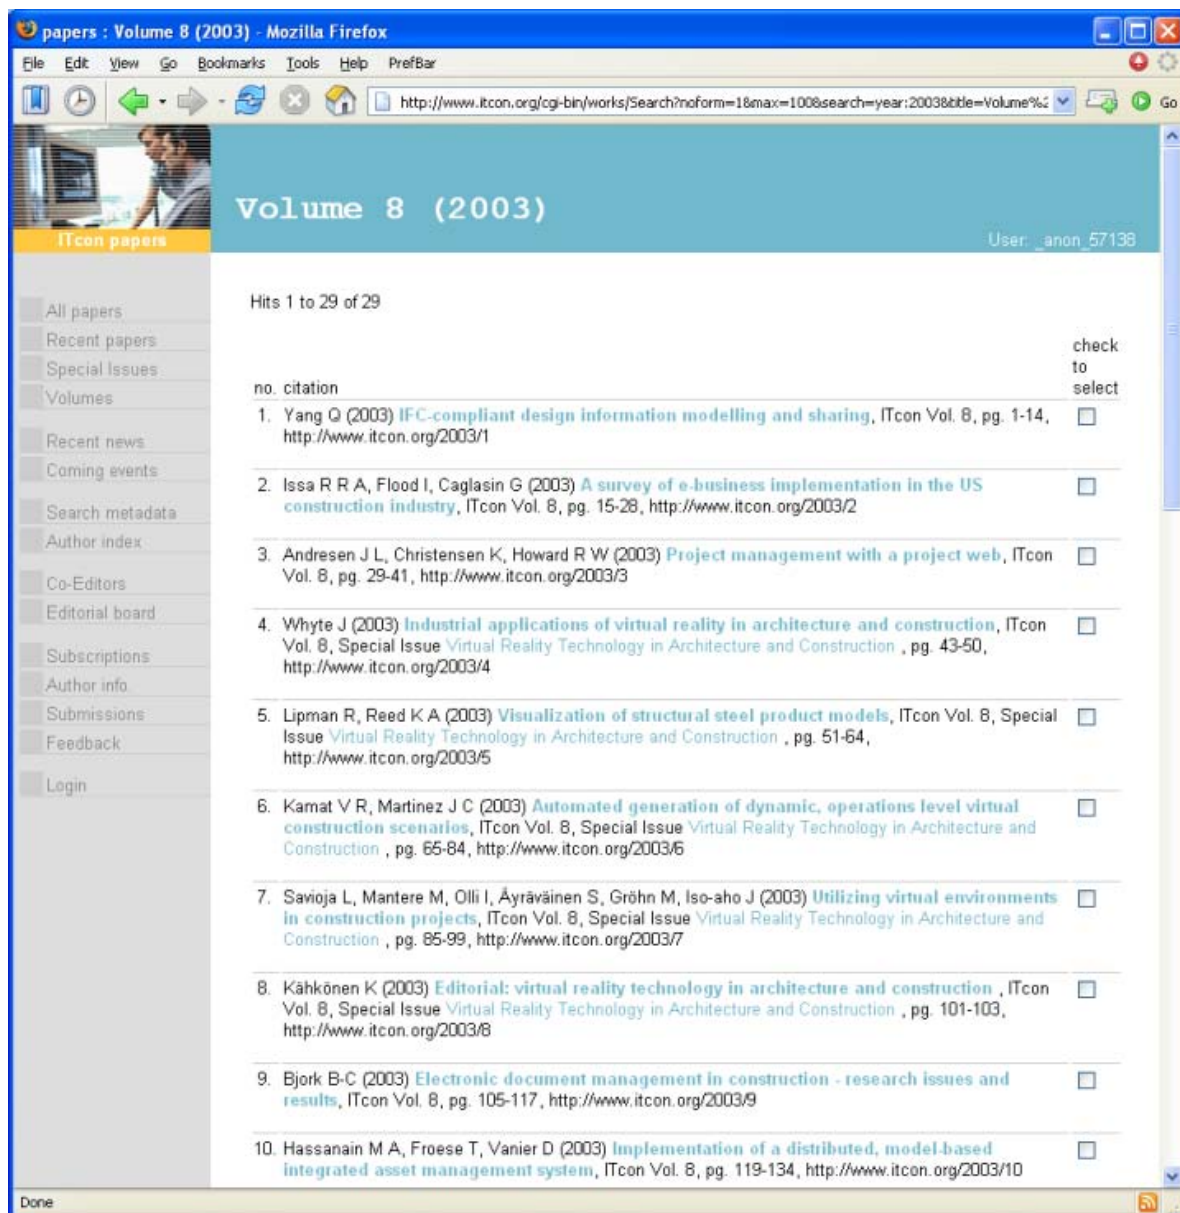 papers : Volume 8 (2003) - Mozilla Firefox
File Edit View Go Bookmarks Tools Help PrefBar
http://www.itcon.org/cgi-bin/works/Search?noform=1&max=100&search=year:2003&title=Volume%2
Go
Volume 8 (2003)
ITcon papers
User: _anon_57138
All papers
Recent papers
Special Issues
Volumes
Recent news
Coming events
Search metadata
Author index
Co-Editors
Editorial board
Subscriptions
Author info.
Submissions
Feedback
Login
Hits 1 to 29 of 29
check
to
no. citation select
1. Yang Q (2003) IFC-compliant design information modelling and sharing, ITcon Vol. 8, pg. 1-14,
http://www.itcon.org/2003/1
2. Issa R R A, Flood I, Caglasin G (2003) A survey of e-business implementation in the US
construction industry, ITcon Vol. 8, pg. 15-28, http://www.itcon.org/2003/2
3. Andresen J L, Christensen K, Howard R W (2003) Project management with a project web, ITcon
Vol. 8, pg. 29-41, http://www.itcon.org/2003/3
4. Whyte J (2003) Industrial applications of virtual reality in architecture and construction, ITcon
Vol. 8, Special Issue Virtual Reality Technology in Architecture and Construction , pg. 43-50,
http://www.itcon.org/2003/4
5. Lipman R, Reed K A (2003) Visualization of structural steel product models, ITcon Vol. 8, Special
Issue Virtual Reality Technology in Architecture and Construction , pg. 51-64,
http://www.itcon.org/2003/5
6. Kamat V R, Martinez J C (2003) Automated generation of dynamic, operations level virtual
construction scenarios, ITcon Vol. 8, Special Issue Virtual Reality Technology in Architecture and
Construction , pg. 65-84, http://www.itcon.org/2003/6
7. Savioja L, Mantere M, Olli I, Äyräväinen S, Gröhn M, Iso-aho J (2003) Utilizing virtual environments
in construction projects, ITcon Vol. 8, Special Issue Virtual Reality Technology in Architecture and
Construction , pg. 85-99, http://www.itcon.org/2003/7
8. Kähkönen K (2003) Editorial: virtual reality technology in architecture and construction , ITcon
Vol. 8, Special Issue Virtual Reality Technology in Architecture and Construction , pg. 101-103,
http://www.itcon.org/2003/8
9. Bjork B-C (2003) Electronic document management in construction - research issues and
results, ITcon Vol. 8, pg. 105-117, http://www.itcon.org/2003/9
10. Hassanain M A, Froese T, Vanier D (2003) Implementation of a distributed, model-based
integrated asset management system, ITcon Vol. 8, pg. 119-134, http://www.itcon.org/2003/10
Done